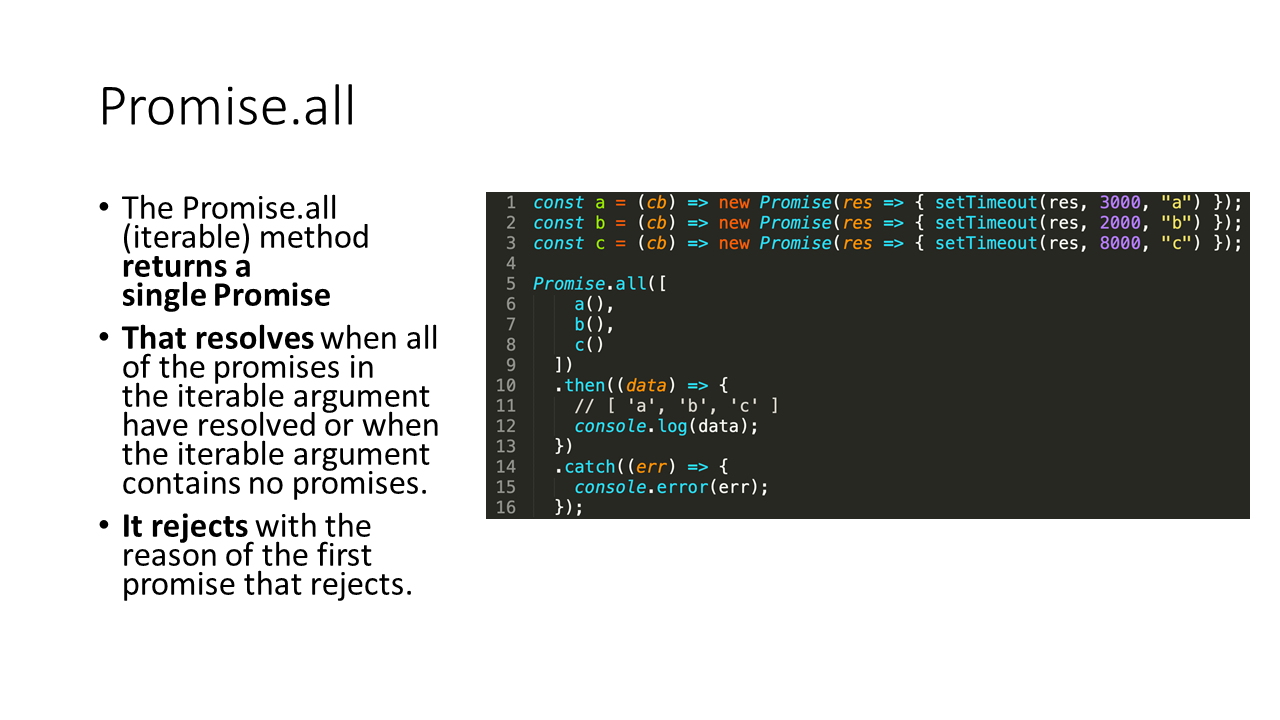 Promise.all
• The Promise.all
(iterable) method
returns a
single Promise
• That resolves when all
of the promises in
the iterable argument
have resolved or when
the iterable argument
contains no promises.
• It rejects with the
reason of the first
promise that rejects.
1 const a = (cb) => new Promise(res => { setTimeout(res, 3000, "a") });
2 const b = (cb) => new Promise(res => { setTimeout(res, 2000, "b") });
3 const c = (cb) => new Promise(res => { setTimeout(res, 8000, "c") });
4
5 Promise.all([
6     a(),
7     b(),
8     c()
9   ])
10   .then((data) => {
11     // [ 'a', 'b', 'c' ]
12     console.log(data);
13   })
14   .catch((err) => {
15     console.error(err);
16   });